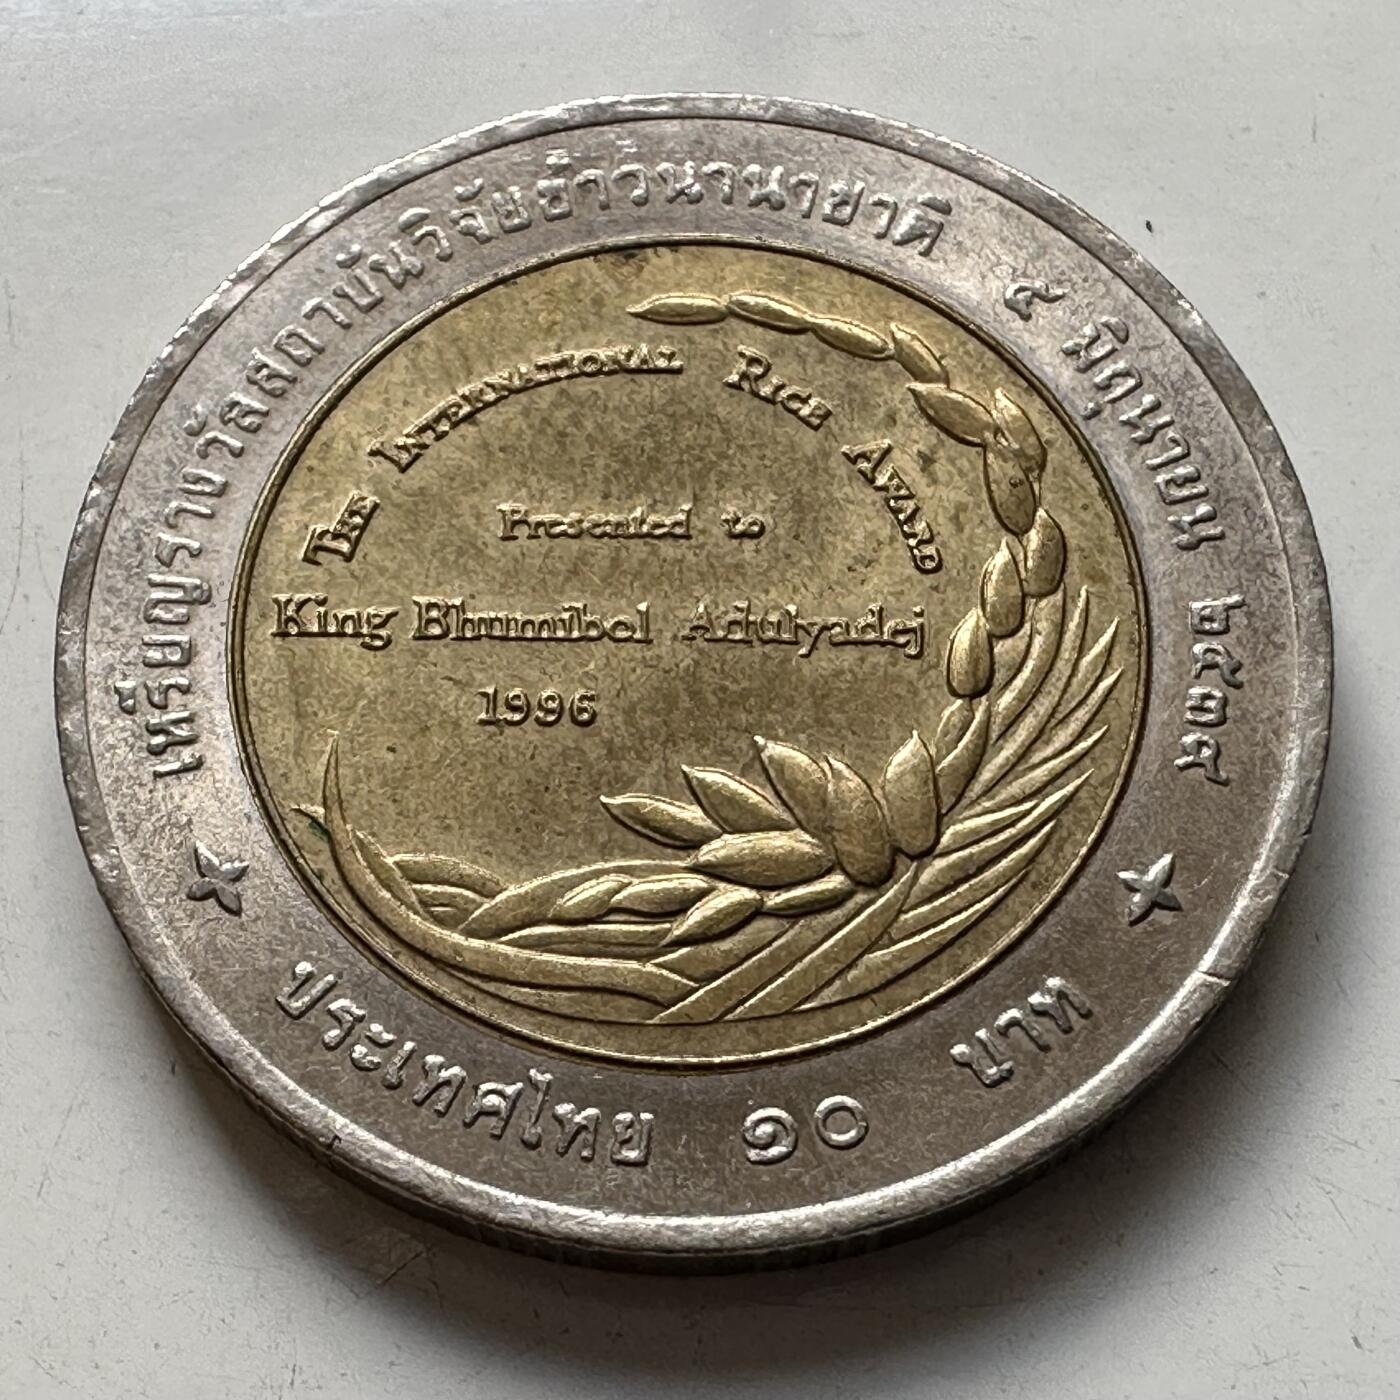 เหรียญรางวัลสถาบันวิจัยข้าวนานาชาติ ๕ มิถุนายน ๒๕๓๙
THE INTERNATIONAL RICE AWARD
Presented to
King Bhumibol Adulyadej
1996
ประเทศไทย ๑๐ บาท